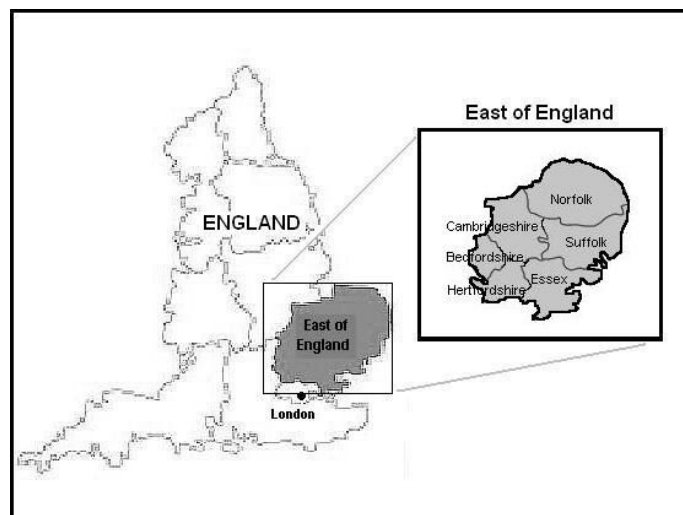 East of England
ENGLAND
Norfolk
Cambridgeshire
Suffolk
Bedfordshire
Essex
Hertfordshire
East of
England
London